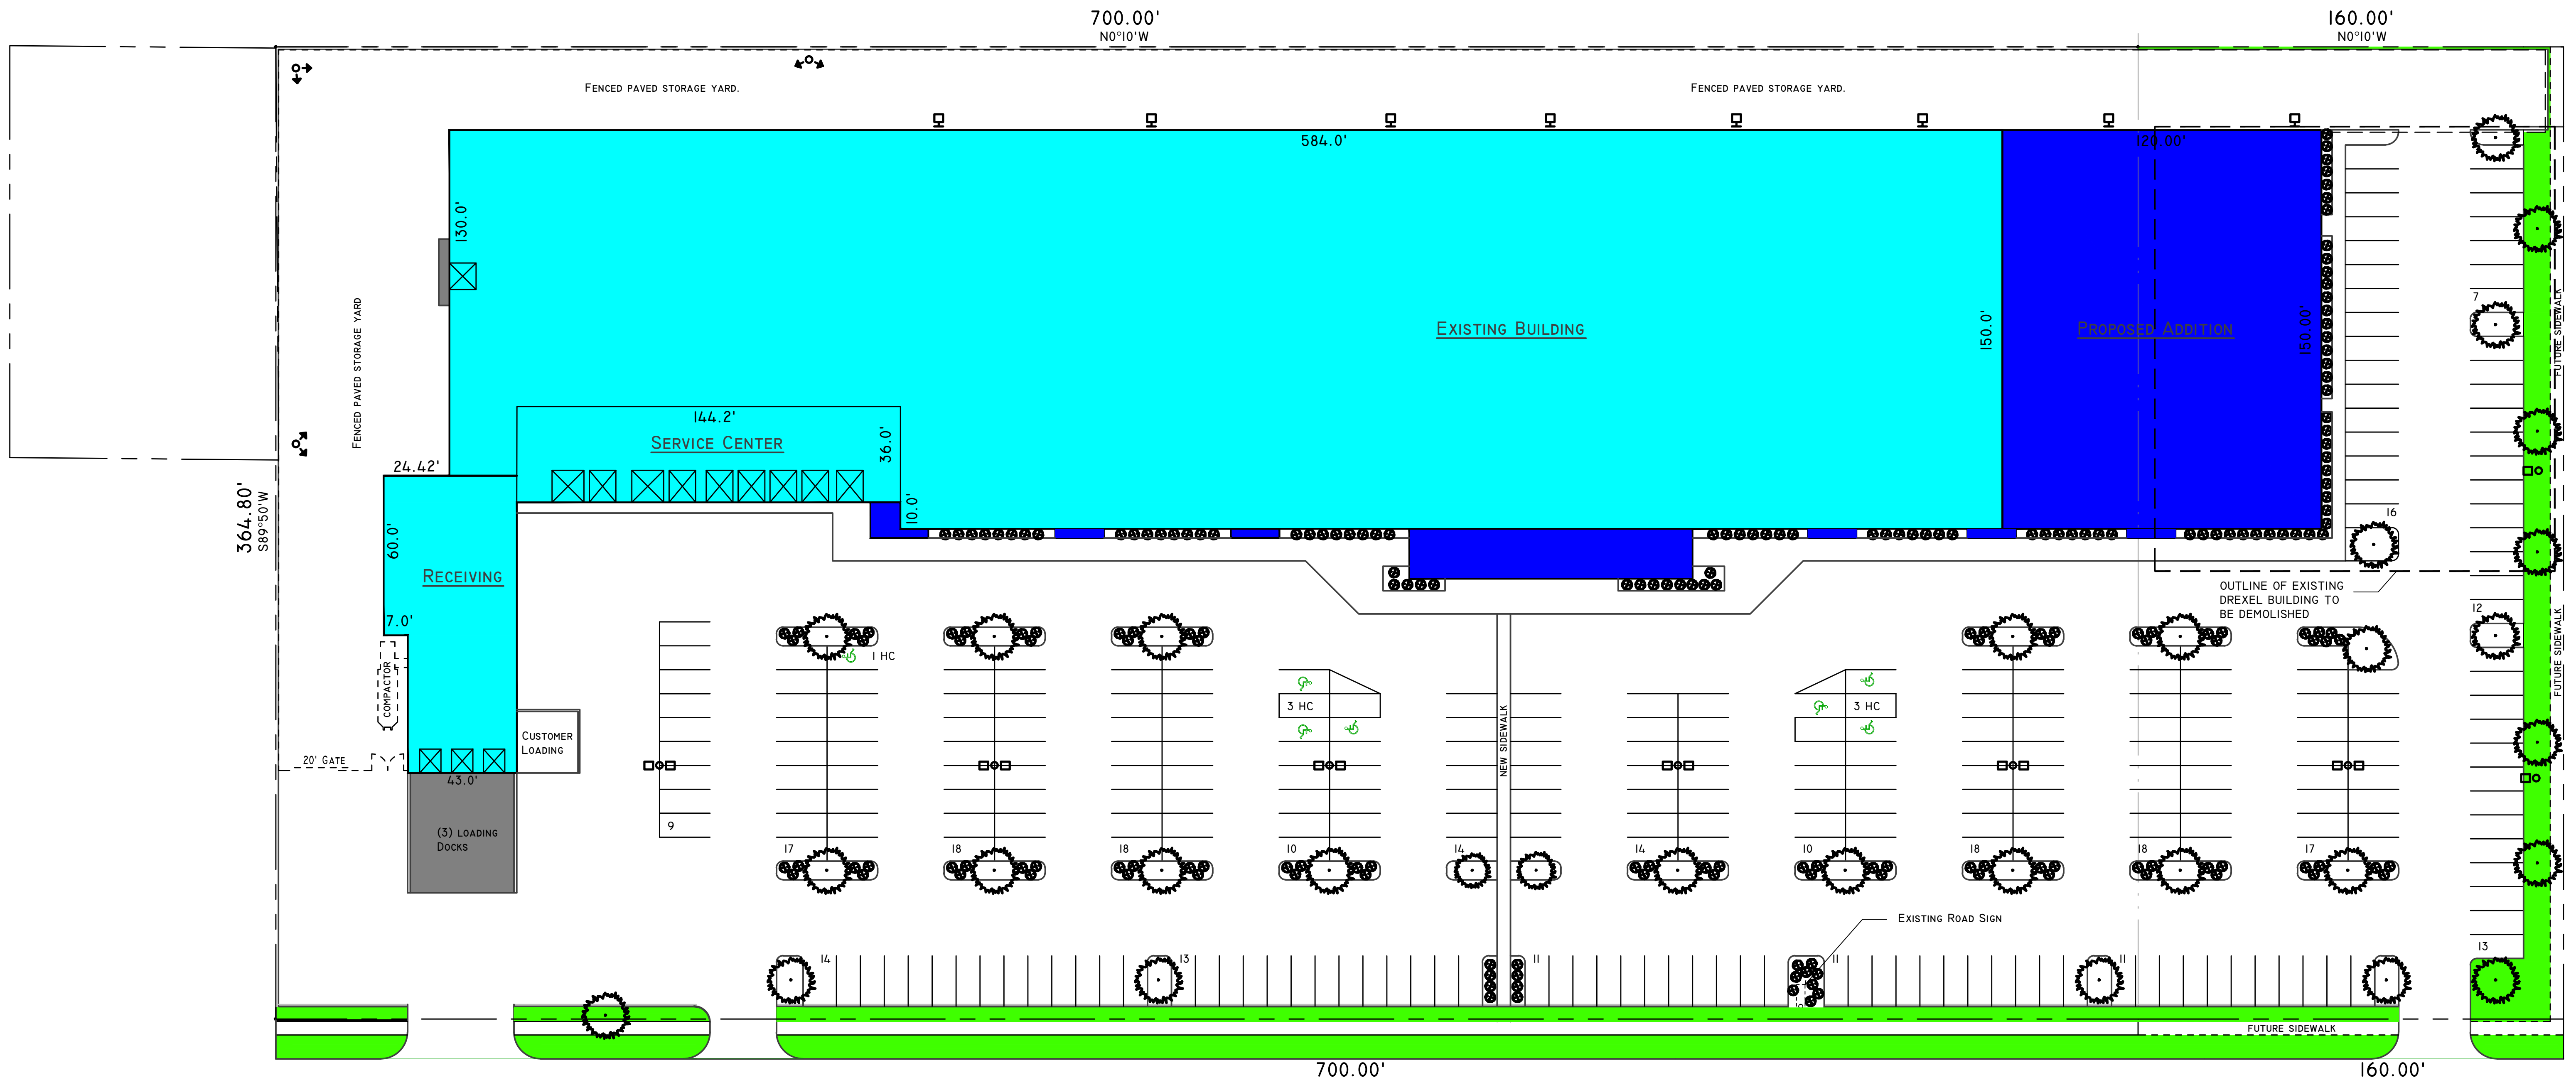 700.00'
N0°10'W
160.00'
N0°10'W
Fenced paved storage yard.
Fenced paved storage yard.
584.0'
120.00'
130.0'
Fenced paved storage yard
Existing Building
150.0'
Proposed Addition
150.00'
7
Future Sidewalk
144.2'
Service Center
36.0'
10.0'
24.42'
364.80'
S89°50'W
60.0'
Receiving
7.0'
16
Outline of existing
Drexel building to
be demolished
12
Future Sidewalk
Compactor
1 HC
3 HC
3 HC
New Sidewalk
Customer
Loading
20' Gate
43.0'
(3) loading
Docks
9
17
18
18
10
14
14
10
18
18
17
Existing Road Sign
13
14
13
11
11
11
Future Sidewalk
700.00'
160.00'